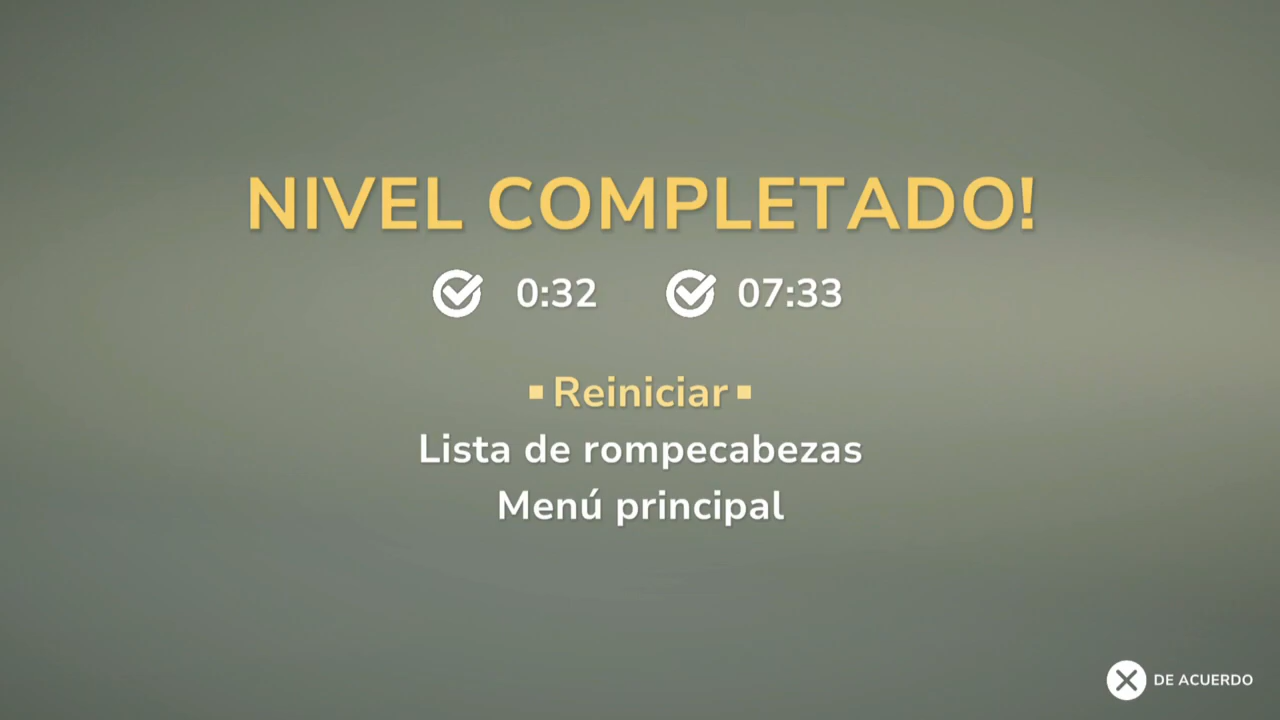 NIVEL COMPLETADO!
0:32 07:33
Reiniciar
Lista de rompecabezas
Menú principal
DE ACUERDO